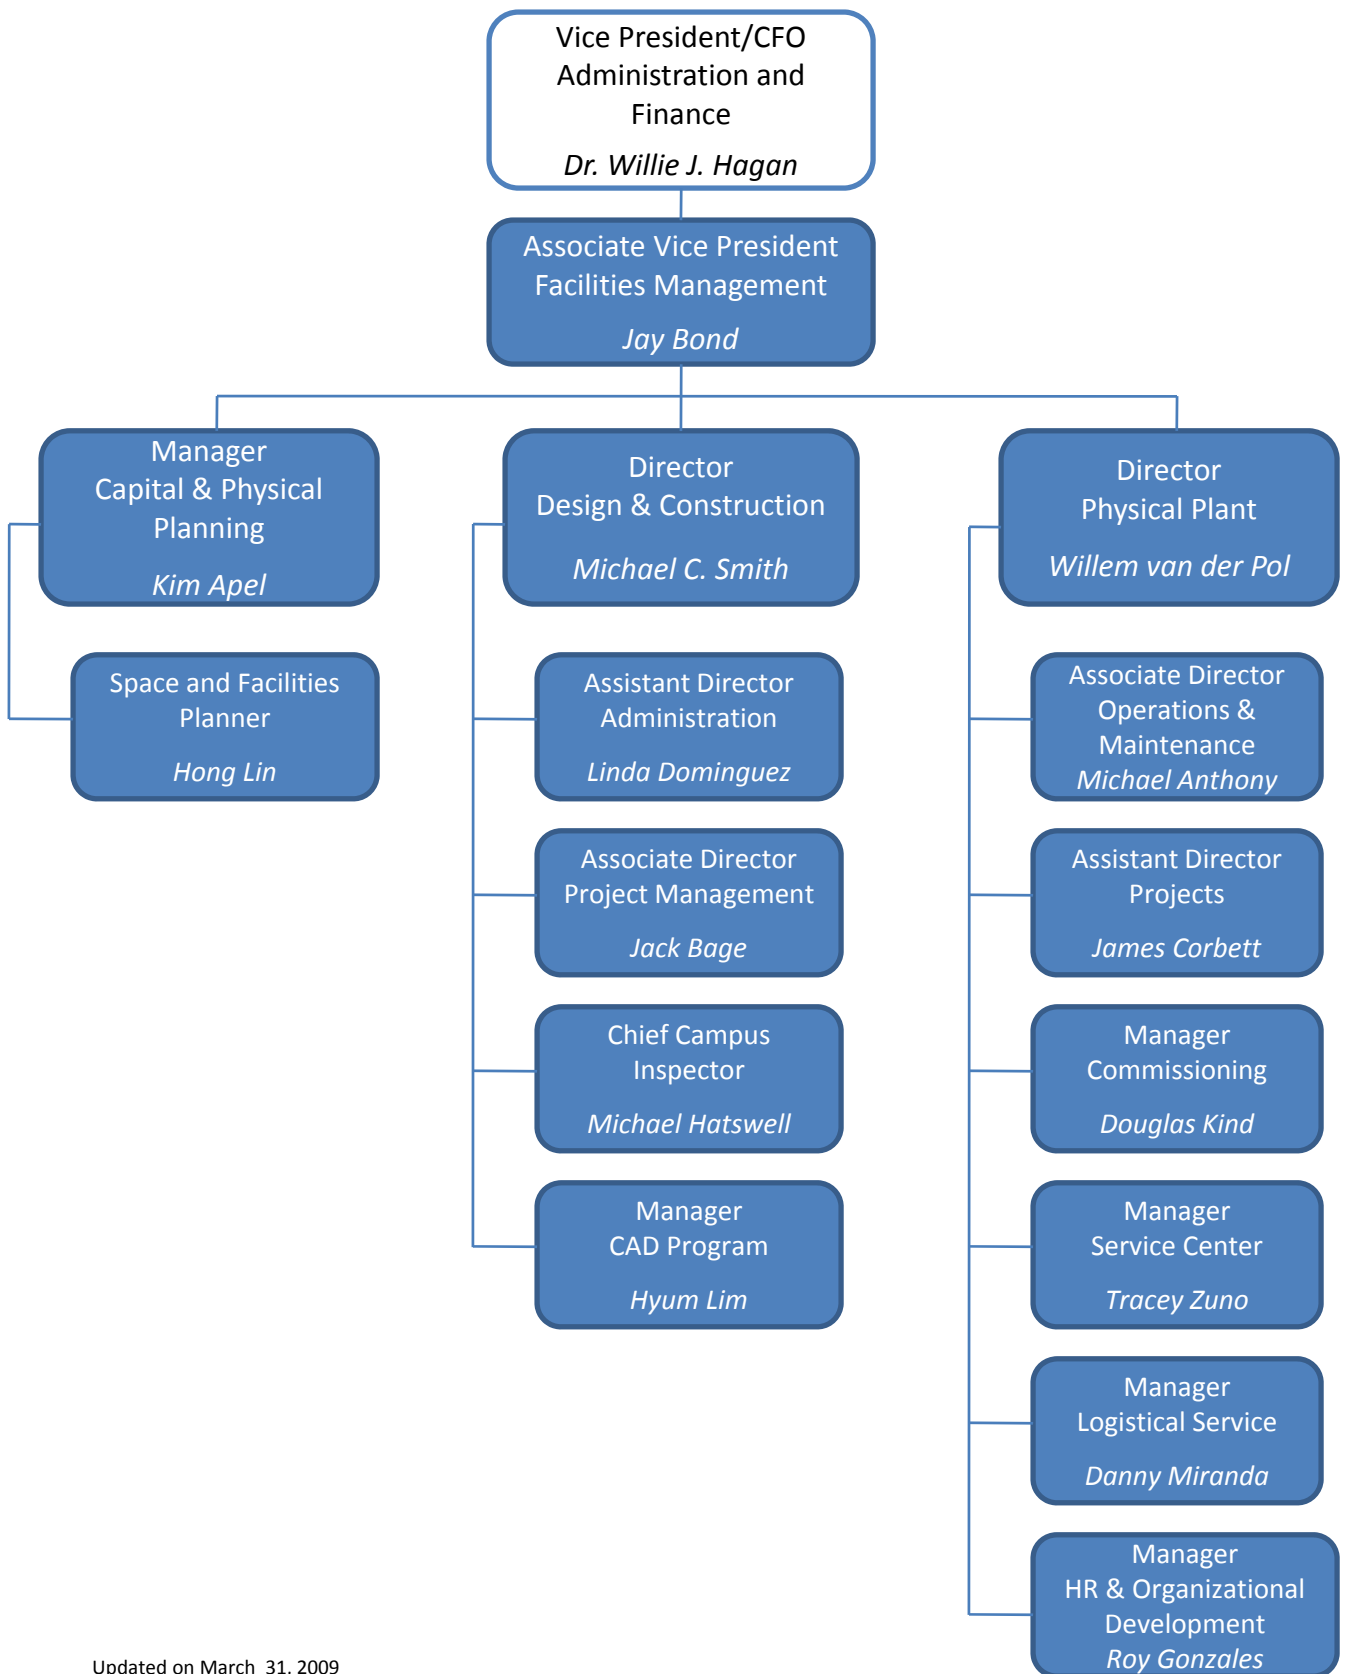 Vice President/CFO
Administration and
Finance
Dr. Willie J. Hagan
Associate Vice President
Facilities Management
Jay Bond
Manager
Capital & Physical
Planning
Kim Apel
Space and Facilities
Planner
Hong Lin
Director
Design & Construction
Michael C. Smith
Assistant Director
Administration
Linda Dominguez
Associate Director
Project Management
Jack Bage
Chief Campus
Inspector
Michael Hatswell
Manager
CAD Program
Hyum Lim
Director
Physical Plant
Willem van der Pol
Associate Director
Operations &
Maintenance
Michael Anthony
Assistant Director
Projects
James Corbett
Manager
Commissioning
Douglas Kind
Manager
Service Center
Tracey Zuno
Manager
Logistical Service
Danny Miranda
Manager
HR & Organizational
Development
Roy Gonzales
Updated on March 31, 2009